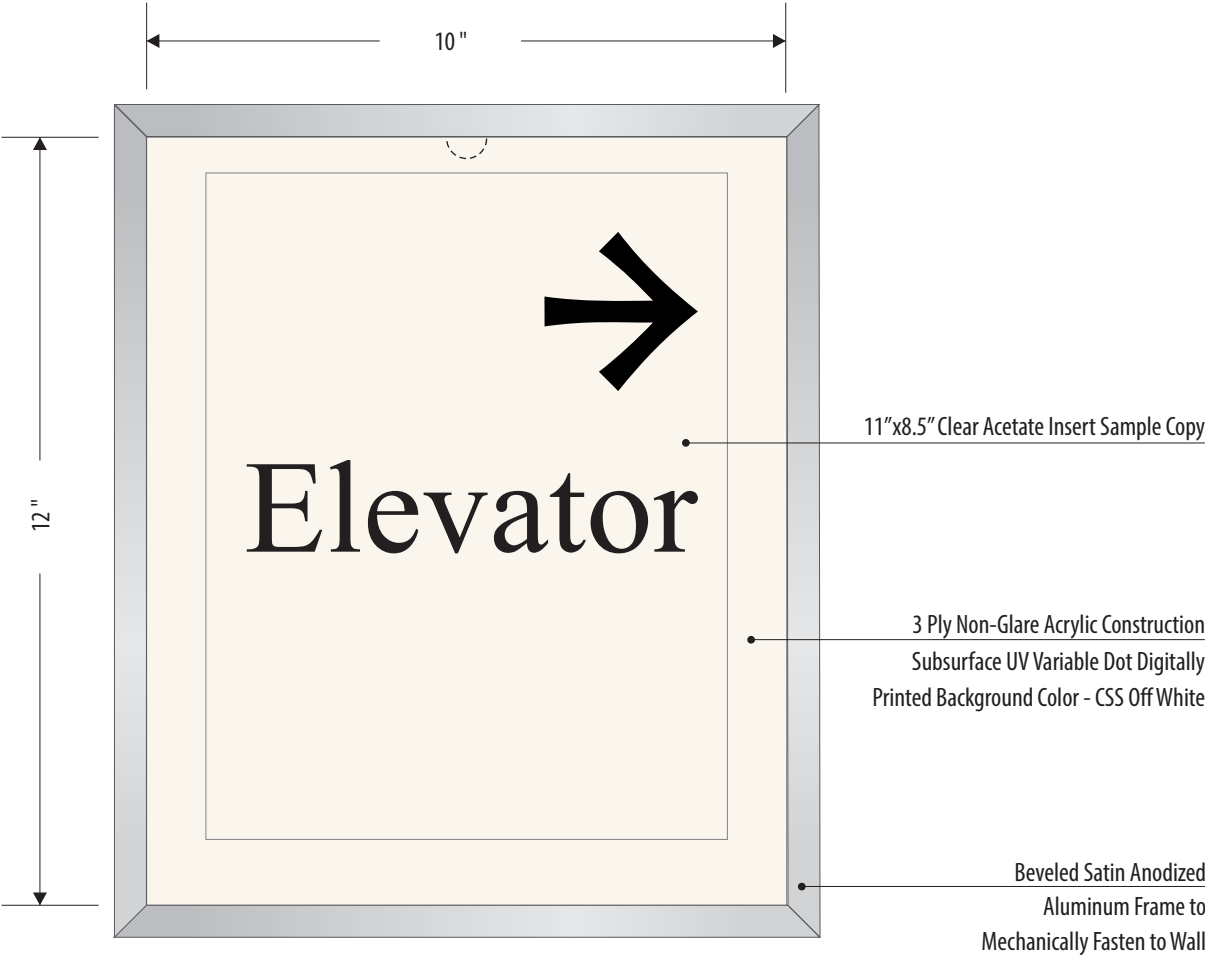 10 "
12 "
Elevator
11”x8.5” Clear Acetate Insert Sample Copy
3 Ply Non-Glare Acrylic Construction
Subsurface UV Variable Dot Digitally
Printed Background Color - CSS Off White
Beveled Satin Anodized
Aluminum Frame to
Mechanically Fasten to Wall